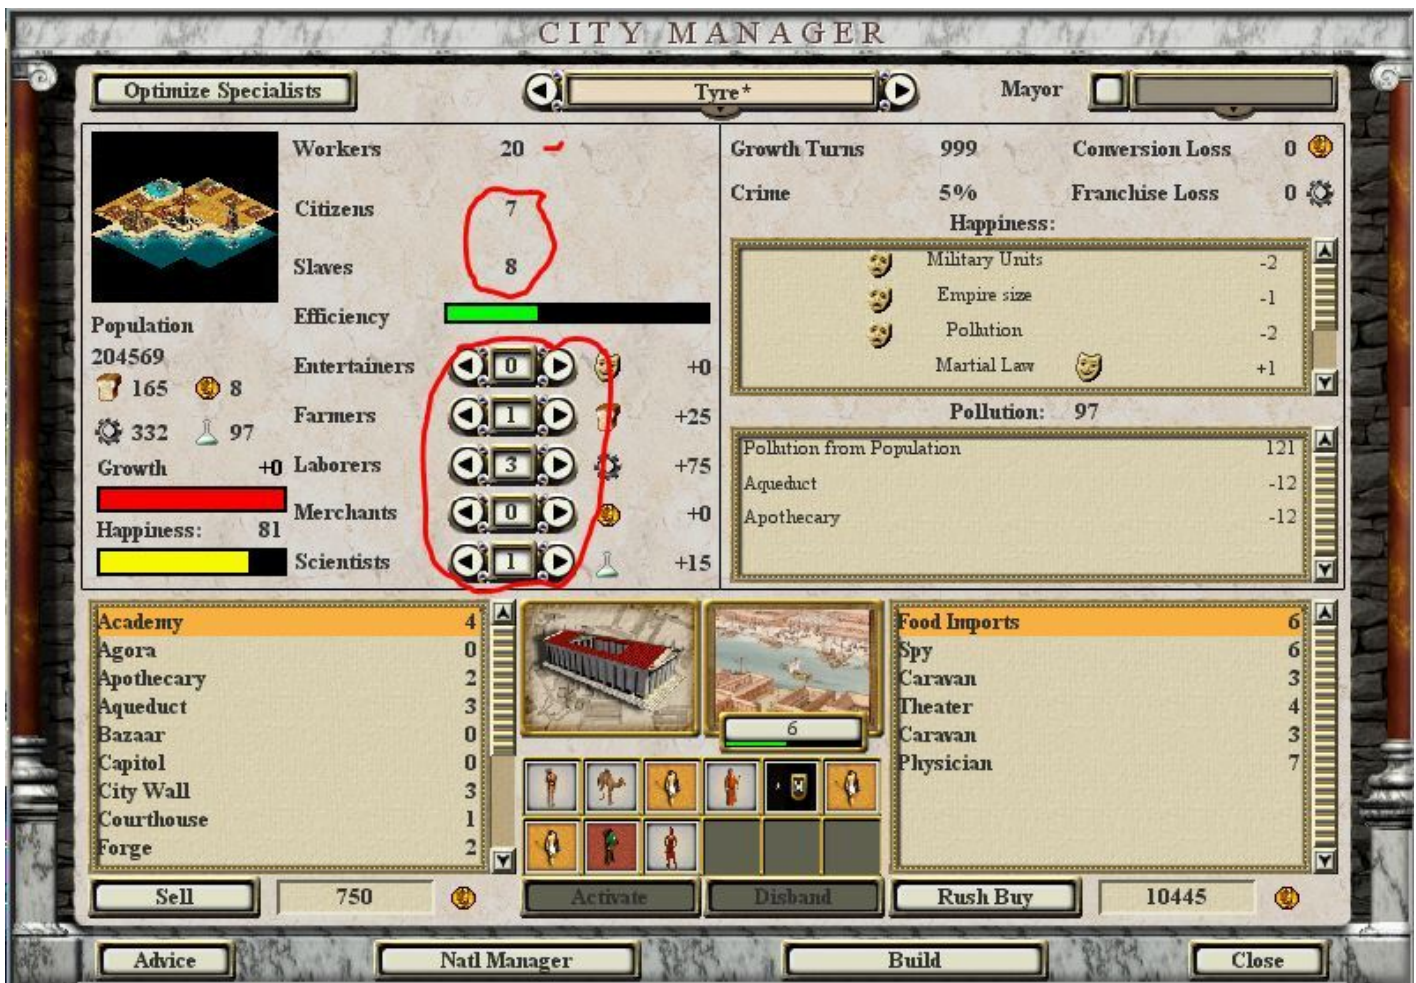 CITY MANAGER
Optimize Specialists
Tyre*
Mayor
Workers 20
Citizens 7
Slaves 8
Efficiency
Population
204569
165 8
332 97
Growth +0
Happiness: 81
Entertainers 0 +0
Farmers 1 +25
Laborers 3 +75
Merchants 0 +0
Scientists 1 +15
Growth Turns 999 Conversion Loss 0
Crime 5% Franchise Loss 0
Happiness:
Military Units -2
Empire size -1
Pollution -2
Martial Law +1
Pollution: 97
Pollution from Population 121
Aqueduct -12
Apothecary -12
Academy 4
Agora 0
Apothecary 2
Aqueduct 3
Bazaar 0
Capitol 0
City Wall 3
Courthouse 1
Forge 2
6
Food Imports 6
Spy 6
Caravan 3
Theater 4
Caravan 3
Physician 7
Sell 750 Activate Disband Rush Buy 10445
Advice Natl Manager Build Close